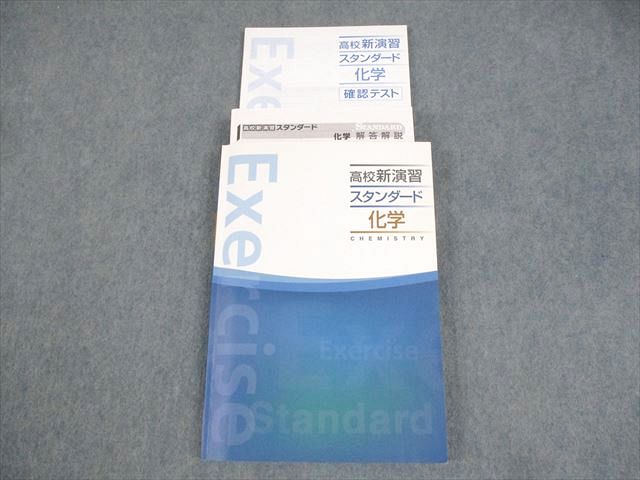 Exe
高校新演習
スタンダード
化学
確認テスト
高校新演習スタンダード
STANDARD
化学 解答解説
Exercise
高校新演習
スタンダード
化学
CHEMISTRY
Exercise
Standard